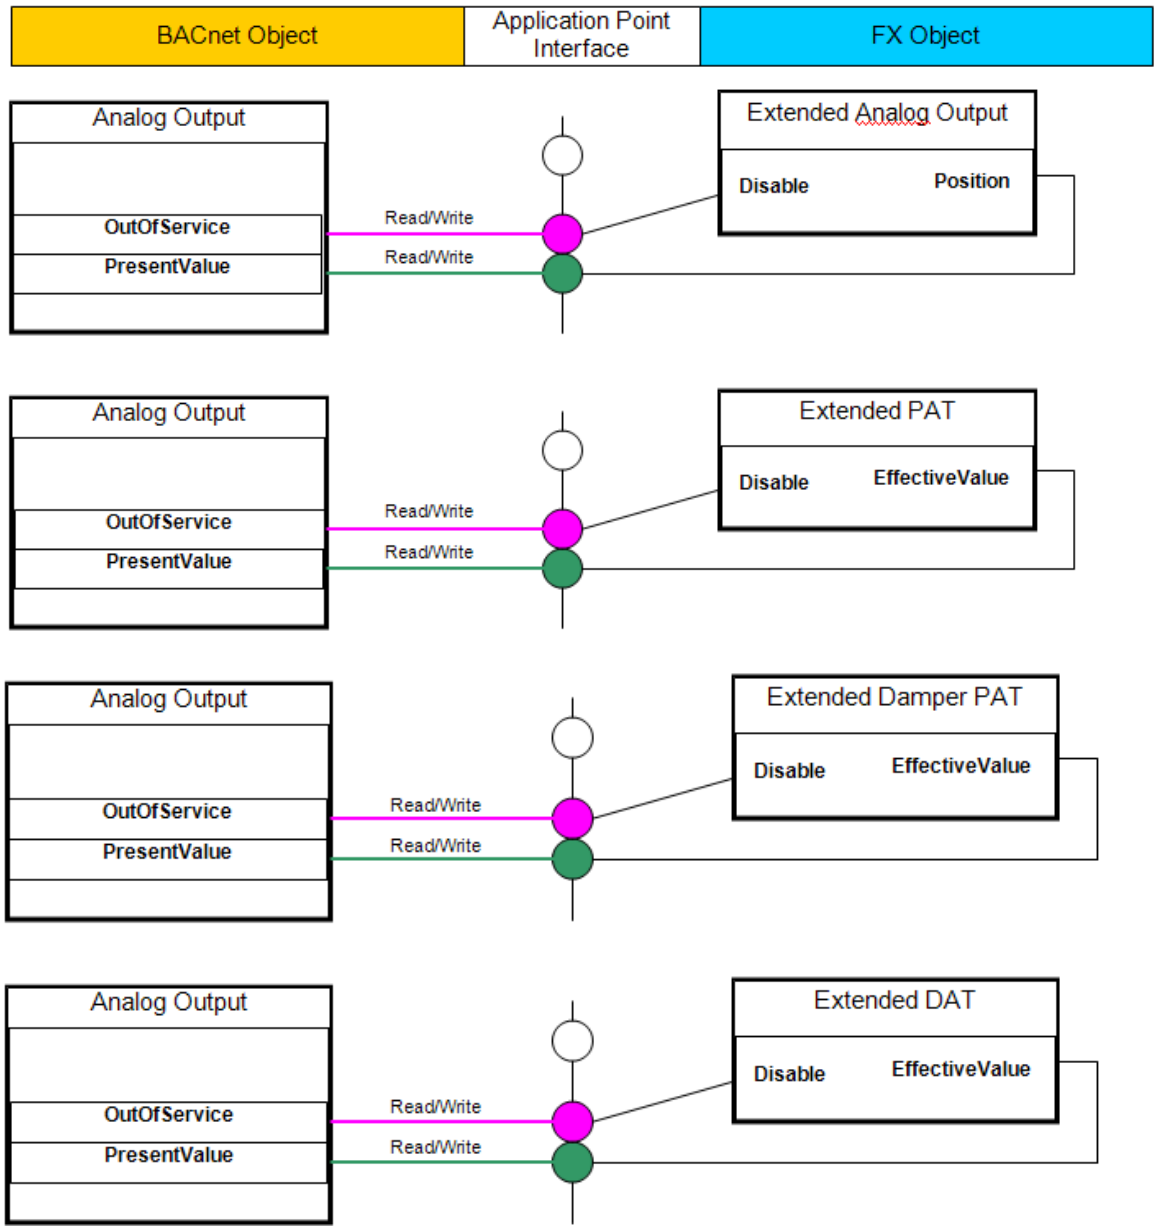 BACnet Object
Application Point
Interface
FX Object
Analog Output
OutOfService
PresentValue
Read/Write
Read/Write
Extended Analog Output
Disable
Position
Analog Output
OutOfService
PresentValue
Read/Write
Read/Write
Extended PAT
Disable
EffectiveValue
Analog Output
OutOfService
PresentValue
Read/Write
Read/Write
Extended Damper PAT
Disable
EffectiveValue
Analog Output
OutOfService
PresentValue
Read/Write
Read/Write
Extended DAT
Disable
EffectiveValue